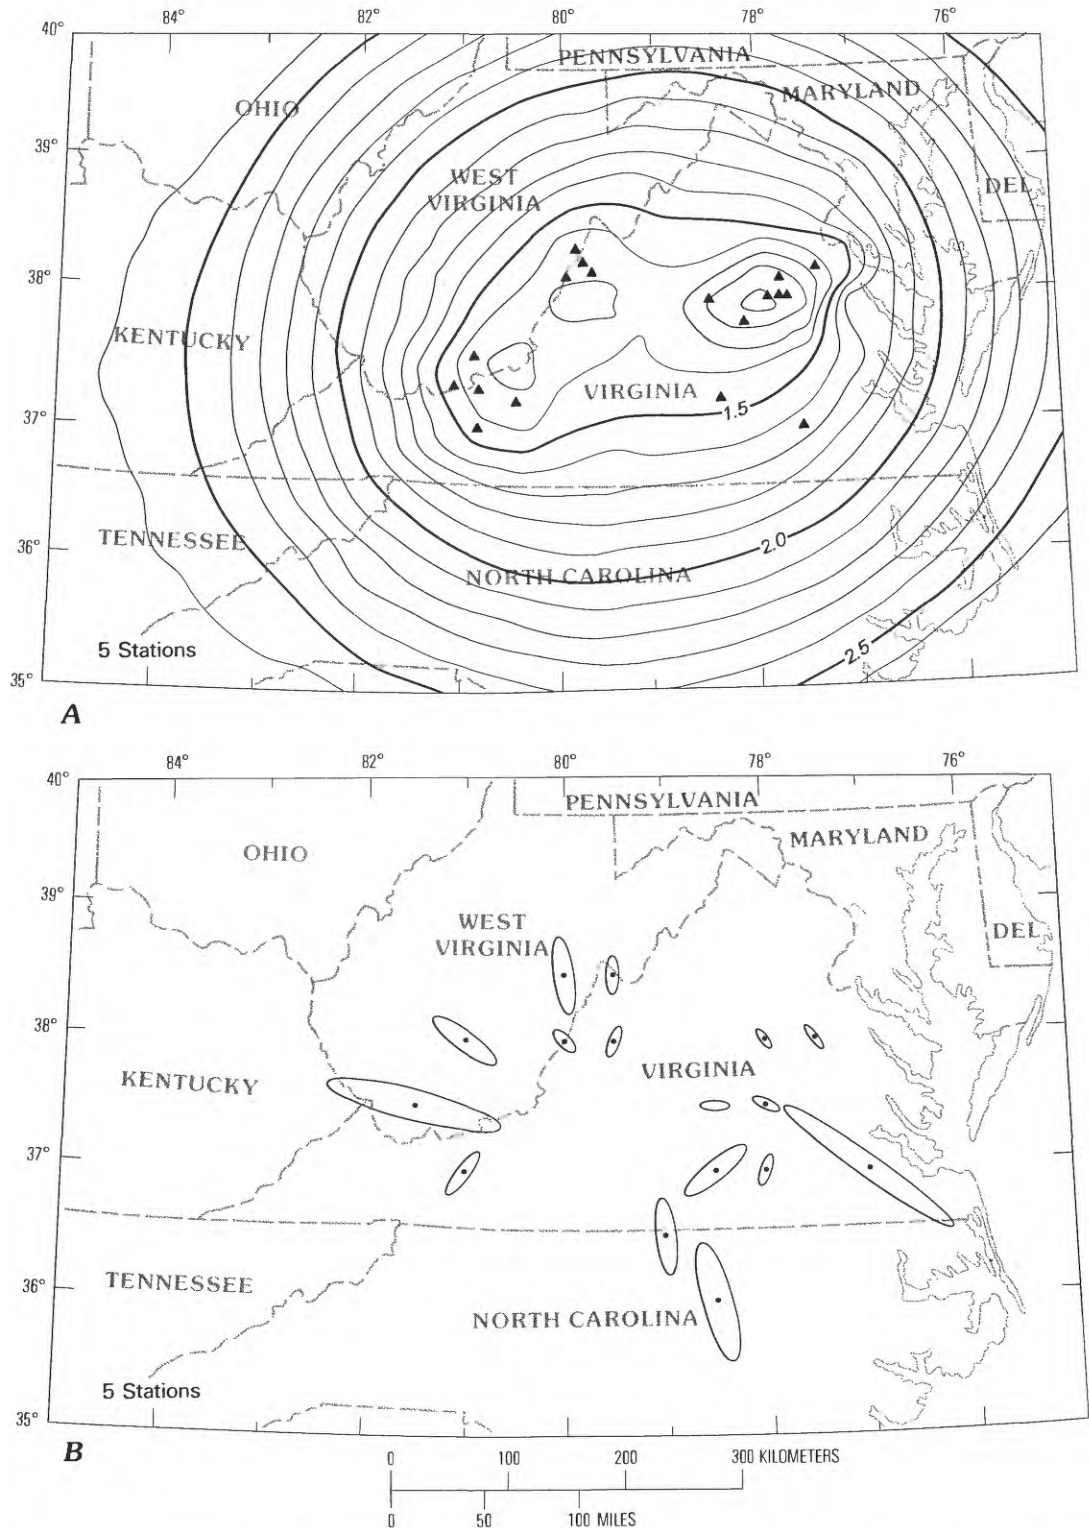 84° 82° 80° 78° 76°
40°
PENNSYLVANIA
OHIO
MARYLAND
39°
WEST
VIRGINIA
DEL
38°
KENTUCKY
VIRGINIA
1.5
37°
TENNESSEE
36°
2.0
NORTH CAROLINA
5 Stations
2.5
35°
A
84° 82° 80° 78° 76°
40°
PENNSYLVANIA
MARYLAND
OHIO
39°
WEST
VIRGINIA
DEL
38°
KENTUCKY
VIRGINIA
37°
TENNESSEE
36°
NORTH CAROLINA
5 Stations
35°
B
0 100 200 300 KILOMETERS
0 50 100 MILES